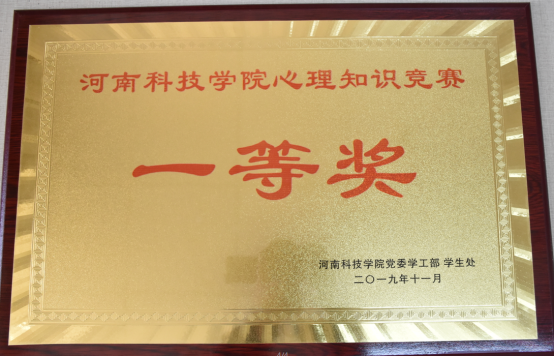 河南科技学院心理知识竞赛
一等奖
河南科技学院党委学工部 学生处
二〇一九年十一月